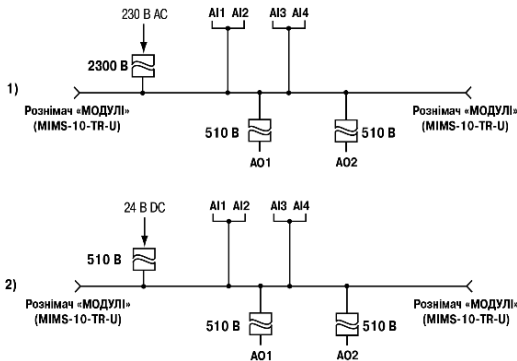 230 В AC
AI1 AI2
AI3 AI4
2300 В
1)
Рознімач «МОДУЛІ»
(MIMS-10-TR-U)
510 В
510 В
Рознімач «МОДУЛІ»
(MIMS-10-TR-U)
AO1
AO2
24 В DC
AI1 AI2
AI3 AI4
510 В
2)
Рознімач «МОДУЛІ»
(MIMS-10-TR-U)
510 В
510 В
Рознімач «МОДУЛІ»
(MIMS-10-TR-U)
AO1
AO2